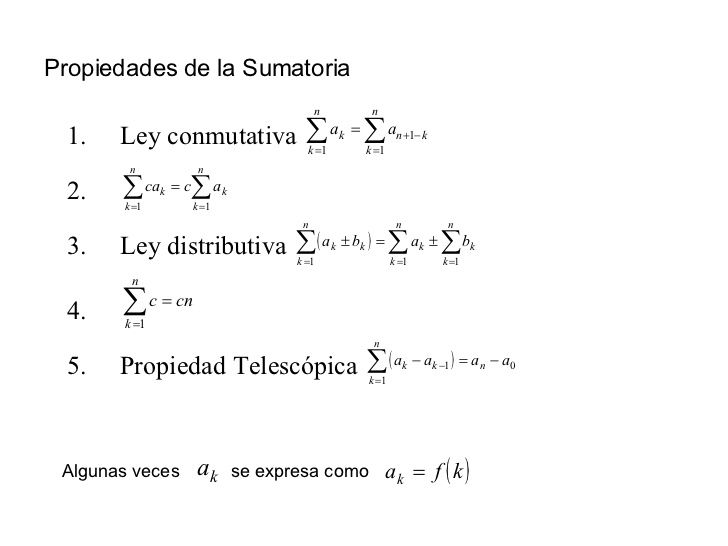 Propiedades de la Sumatoria
1. Ley conmutativa $\sum_{k=1}^{n} a_k = \sum_{k=1}^{n} a_{n+1-k}$
2. $\sum_{k=1}^{n} ca_k = c\sum_{k=1}^{n} a_k$
3. Ley distributiva $\sum_{k=1}^{n} (a_k \pm b_k) = \sum_{k=1}^{n} a_k \pm \sum_{k=1}^{n} b_k$
4. $\sum_{k=1}^{n} c = cn$
5. Propiedad Telescópica $\sum_{k=1}^{n} (a_k - a_{k-1}) = a_n - a_0$
Algunas veces $a_k$ se expresa como $a_k = f(k)$